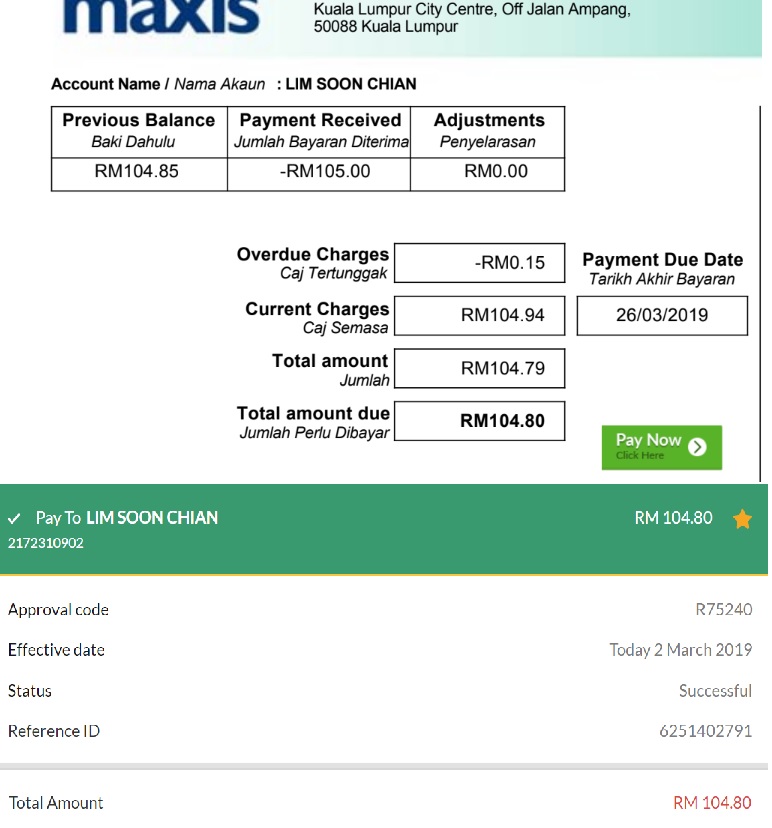 maxis
Kuala Lumpur City Centre, Off Jalan Ampang,
50088 Kuala Lumpur
Account Name / Nama Akaun : LIM SOON CHIAN
Previous Balance Payment Received Adjustments
Baki Dahulu Jumlah Bayaran Diterima Penyelarasan
RM104.85 -RM105.00 RM0.00
Overdue Charges
Caj Tertunggak
-RM0.15
Payment Due Date
Tarikh Akhir Bayaran
Current Charges
Caj Semasa
RM104.94
26/03/2019
Total amount
Jumlah
RM104.79
Total amount due
Jumlah Perlu Dibayar
RM104.80
Pay Now
Click Here
Pay To LIM SOON CHIAN RM 104.80
2172310902
Approval code R75240
Effective date Today 2 March 2019
Status Successful
Reference ID 6251402791
Total Amount RM 104.80